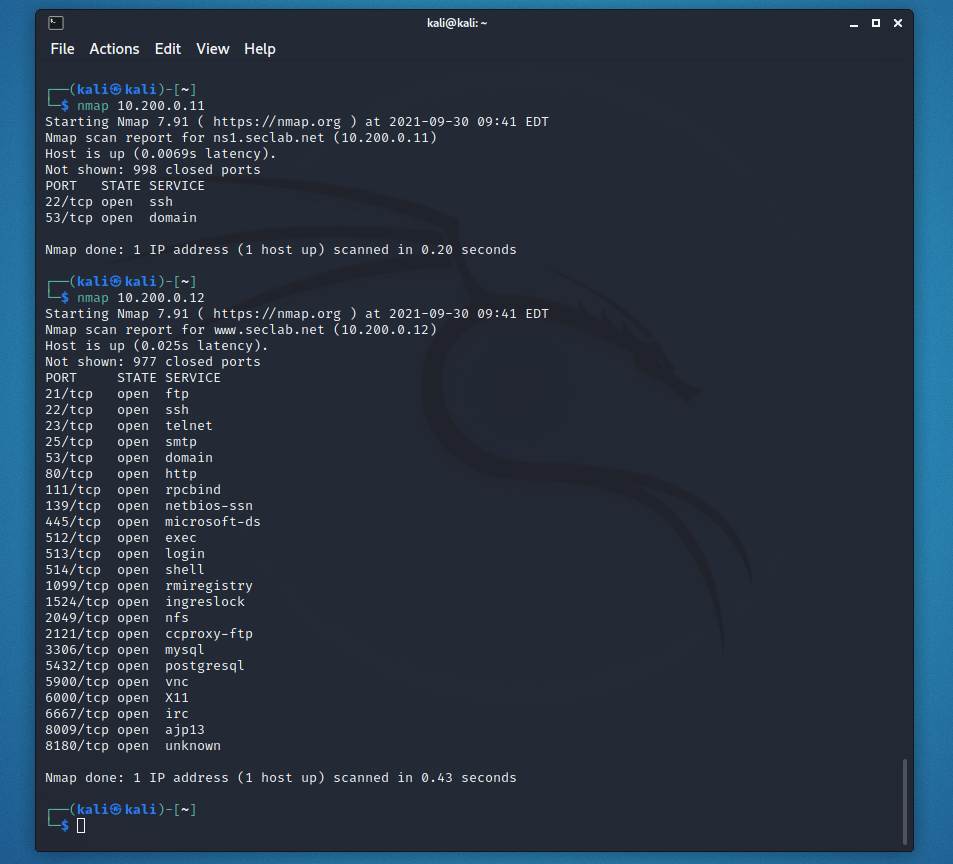 kali@kali: ~
File Actions Edit View Help
┌──(kali㉿kali)-[~]
└─$ nmap 10.200.0.11
Starting Nmap 7.91 ( https://nmap.org ) at 2021-09-30 09:41 EDT
Nmap scan report for ns1.seclab.net (10.200.0.11)
Host is up (0.0069s latency).
Not shown: 998 closed ports
PORT   STATE SERVICE
22/tcp open  ssh
53/tcp open  domain
Nmap done: 1 IP address (1 host up) scanned in 0.20 seconds
┌──(kali㉿kali)-[~]
└─$ nmap 10.200.0.12
Starting Nmap 7.91 ( https://nmap.org ) at 2021-09-30 09:41 EDT
Nmap scan report for www.seclab.net (10.200.0.12)
Host is up (0.025s latency).
Not shown: 977 closed ports
PORT     STATE SERVICE
21/tcp   open  ftp
22/tcp   open  ssh
23/tcp   open  telnet
25/tcp   open  smtp
53/tcp   open  domain
80/tcp   open  http
111/tcp  open  rpcbind
139/tcp  open  netbios-ssn
445/tcp  open  microsoft-ds
512/tcp  open  exec
513/tcp  open  login
514/tcp  open  shell
1099/tcp open  rmiregistry
1524/tcp open  ingreslock
2049/tcp open  nfs
2121/tcp open  ccproxy-ftp
3306/tcp open  mysql
5432/tcp open  postgresql
5900/tcp open  vnc
6000/tcp open  X11
6667/tcp open  irc
8009/tcp open  ajp13
8180/tcp open  unknown
Nmap done: 1 IP address (1 host up) scanned in 0.43 seconds
┌──(kali㉿kali)-[~]
└─$